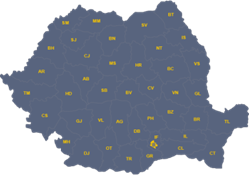 BT
SM
MM
SV
IS
SJ
BN
BH
NT
CJ
MS
HR
BC
VS
AR
AB
TM
HD
SB
BV
CV
VN
GL
CS
GJ
VL
AG
PH
BZ
BR
TL
DB
IF
IL
MH
DJ
OT
TR
GR
CL
CT